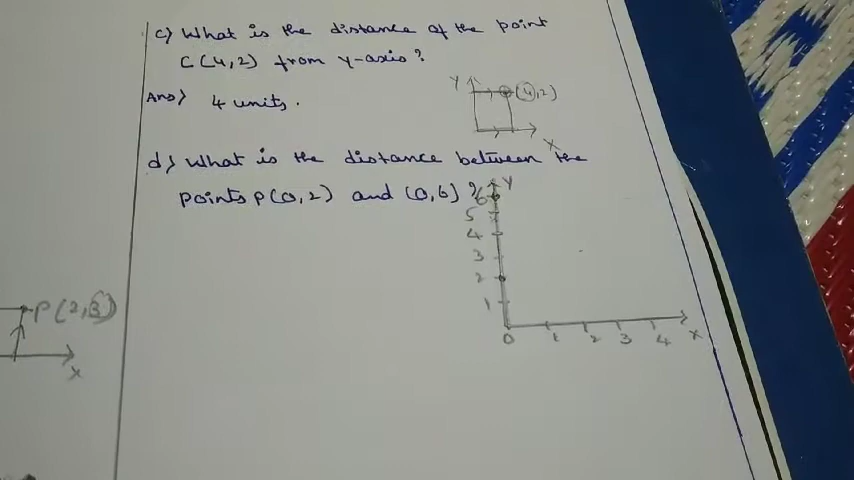 c) What is the distance of the point
C(4,2) from y-axis?
Ans) 4 units.
Y
(4,2)
X
d) What is the distance between the
points P(0,2) and (0,6) ?
Y
6
5
4
3
2
1
0 1 2 3 4 X
P(2,3)
X